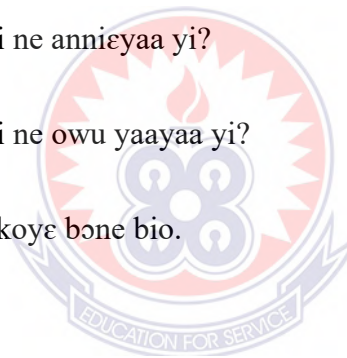 i ne anniɛyaa yi?
i ne owu yaayaa yi?
koyɛ bɔne bio.
EDUCATION FOR SERVICE